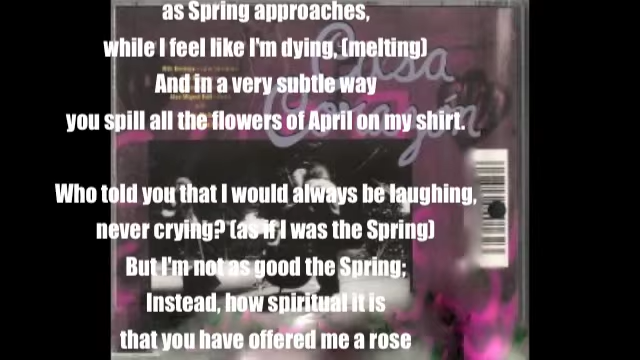 as Spring approaches,
while I feel like I'm dying, (melting)
And in a very subtle way
you spill all the flowers of April on my shirt.
Who told you that I would always be laughing,
never crying? (as if I was the Spring)
But I'm not as good the Spring;
Instead, how spiritual it is
that you have offered me a rose
Casa
Corazón